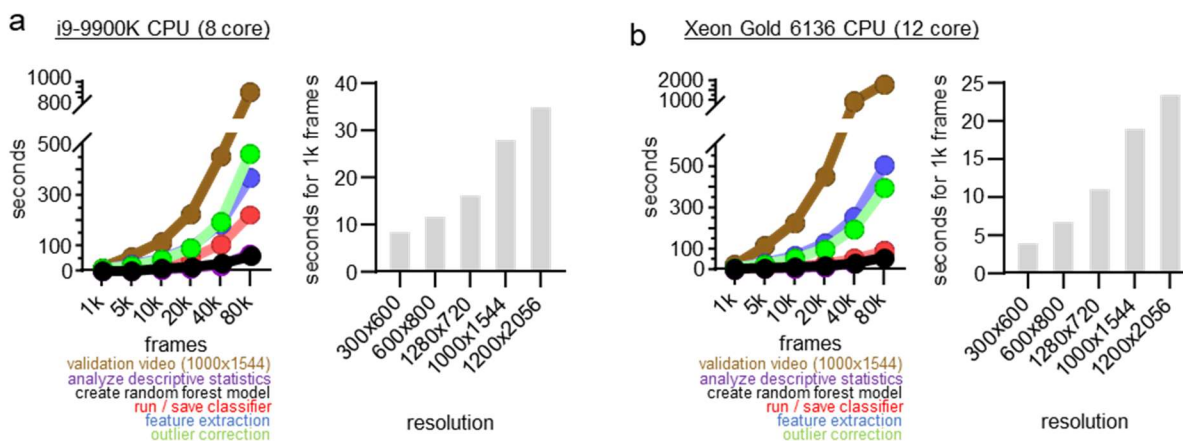 a
i9-9900K CPU (8 core)
seconds
1000
800
500
300
100
0
1k
5k
10k
20k
40k
80k
frames
validation video (1000x1544)
analyze descriptive statistics
create random forest model
run / save classifier
feature extraction
outlier correction
seconds for 1k frames
40
30
20
10
0
300x600
600x800
1280x720
1000x1544
1200x2056
resolution
b
Xeon Gold 6136 CPU (12 core)
seconds
2000
1000
500
300
100
0
1k
5k
10k
20k
40k
80k
frames
validation video (1000x1544)
analyze descriptive statistics
create random forest model
run / save classifier
feature extraction
outlier correction
seconds for 1k frames
25
20
15
10
5
0
300x600
600x800
1280x720
1000x1544
1200x2056
resolution